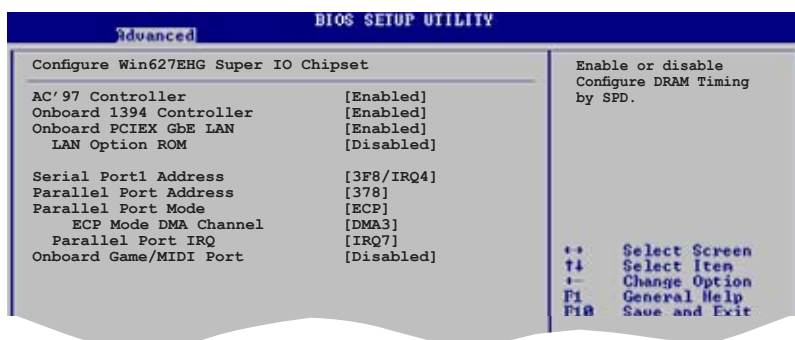 BIOS SETUP UTILITY
Advanced
Configure Win627EHG Super IO Chipset
AC'97 Controller [Enabled]
Onboard 1394 Controller [Enabled]
Onboard PCIEX GbE LAN [Enabled]
LAN Option ROM [Disabled]
Serial Port1 Address [3F8/IRQ4]
Parallel Port Address [378]
Parallel Port Mode [ECP]
ECP Mode DMA Channel [DMA3]
Parallel Port IRQ [IRQ7]
Onboard Game/MIDI Port [Disabled]
Enable or disable
Configure DRAM Timing
by SPD.
←→ Select Screen
↑↓ Select Item
+- Change Option
F1 General Help
F10 Save and Exit